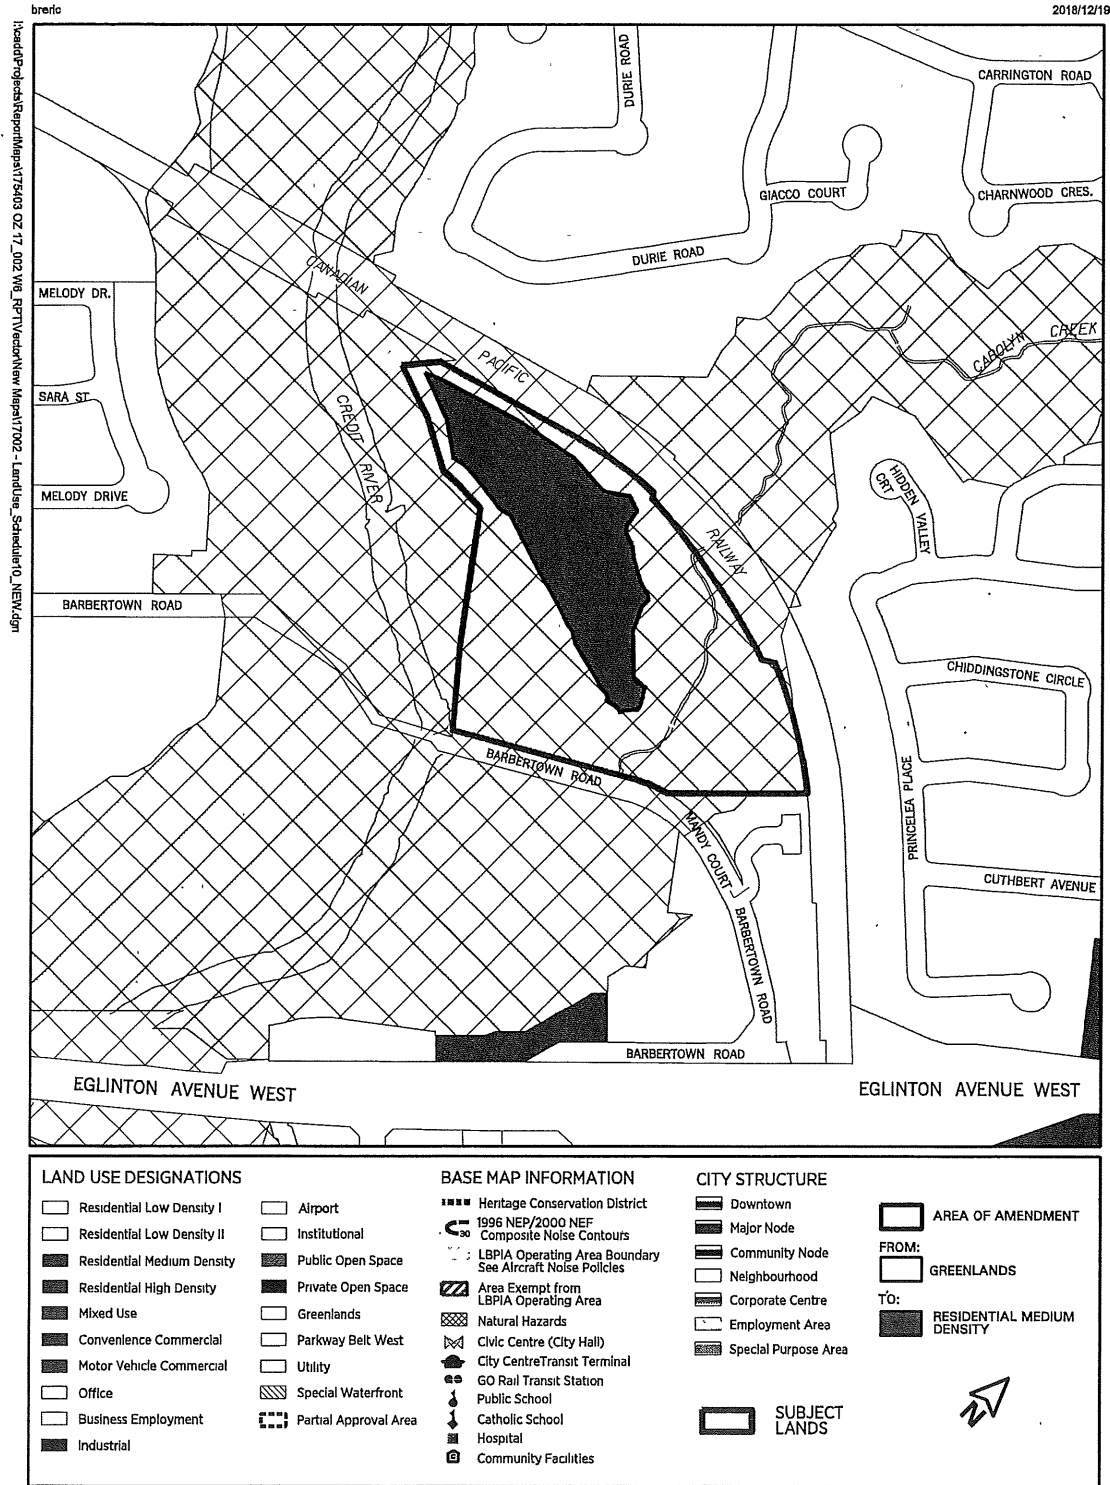 breric
2018/12/19
I:\cadd\Projects\ReportMaps\175403 OZ 17_002 W6_RPT\Vector\New Maps\17002 - LandUse_Schedule10_NEW.dgn
CARRINGTON ROAD
DURIE ROAD
GIACCO COURT
CHARNWOOD CRES.
DURIE ROAD
CANADIAN
MELODY DR.
CAROLYN CREEK
PACIFIC
SARA ST
CREDIT RIVER
HIDDEN VALLEY
CRT
MELODY DRIVE
RAILWAY
BARBERTOWN ROAD
CHIDDINGSTONE CIRCLE
BARBERTOWN ROAD
PRINCELEA PLACE
MANDY COURT
CUTHBERT AVENUE
BARBERTOWN ROAD
BARBERTOWN ROAD
EGLINTON AVENUE WEST
EGLINTON AVENUE WEST
LAND USE DESIGNATIONS
Residential Low Density I
Residential Low Density II
Residential Medium Density
Residential High Density
Mixed Use
Convenience Commercial
Motor Vehicle Commercial
Office
Business Employment
Industrial
Airport
Institutional
Public Open Space
Private Open Space
Greenlands
Parkway Belt West
Utility
Special Waterfront
Partial Approval Area
BASE MAP INFORMATION
Heritage Conservation District
1996 NEP/2000 NEF
30 Composite Noise Contours
LBPIA Operating Area Boundary
See Aircraft Noise Policies
Area Exempt from
LBPIA Operating Area
Natural Hazards
Civic Centre (City Hall)
City CentreTransit Terminal
GO Rail Transit Station
Public School
Catholic School
Hospital
Community Facilities
CITY STRUCTURE
Downtown
Major Node
Community Node
Neighbourhood
Corporate Centre
Employment Area
Special Purpose Area
SUBJECT
LANDS
AREA OF AMENDMENT
FROM:
GREENLANDS
TO:
RESIDENTIAL MEDIUM
DENSITY
N